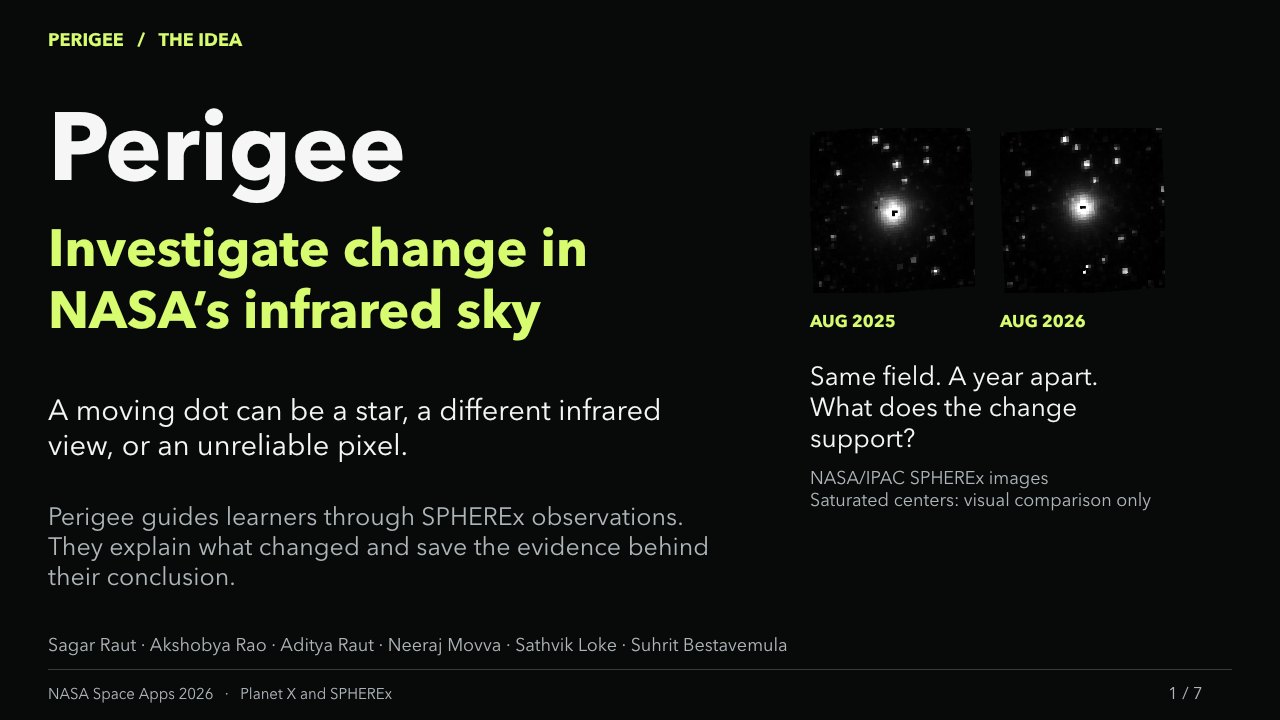 PERIGEE / THE IDEA
Perigee
Investigate change in
NASA’s infrared sky
A moving dot can be a star, a different infrared
view, or an unreliable pixel.
Perigee guides learners through SPHEREx observations.
They explain what changed and save the evidence behind
their conclusion.
AUG 2025
AUG 2026
Same field. A year apart.
What does the change
support?
NASA/IPAC SPHEREx images
Saturated centers: visual comparison only
Sagar Raut · Akshobya Rao · Aditya Raut · Neeraj Movva · Sathvik Loke · Suhrit Bestavemula
NASA Space Apps 2026 · Planet X and SPHEREx
1 / 7